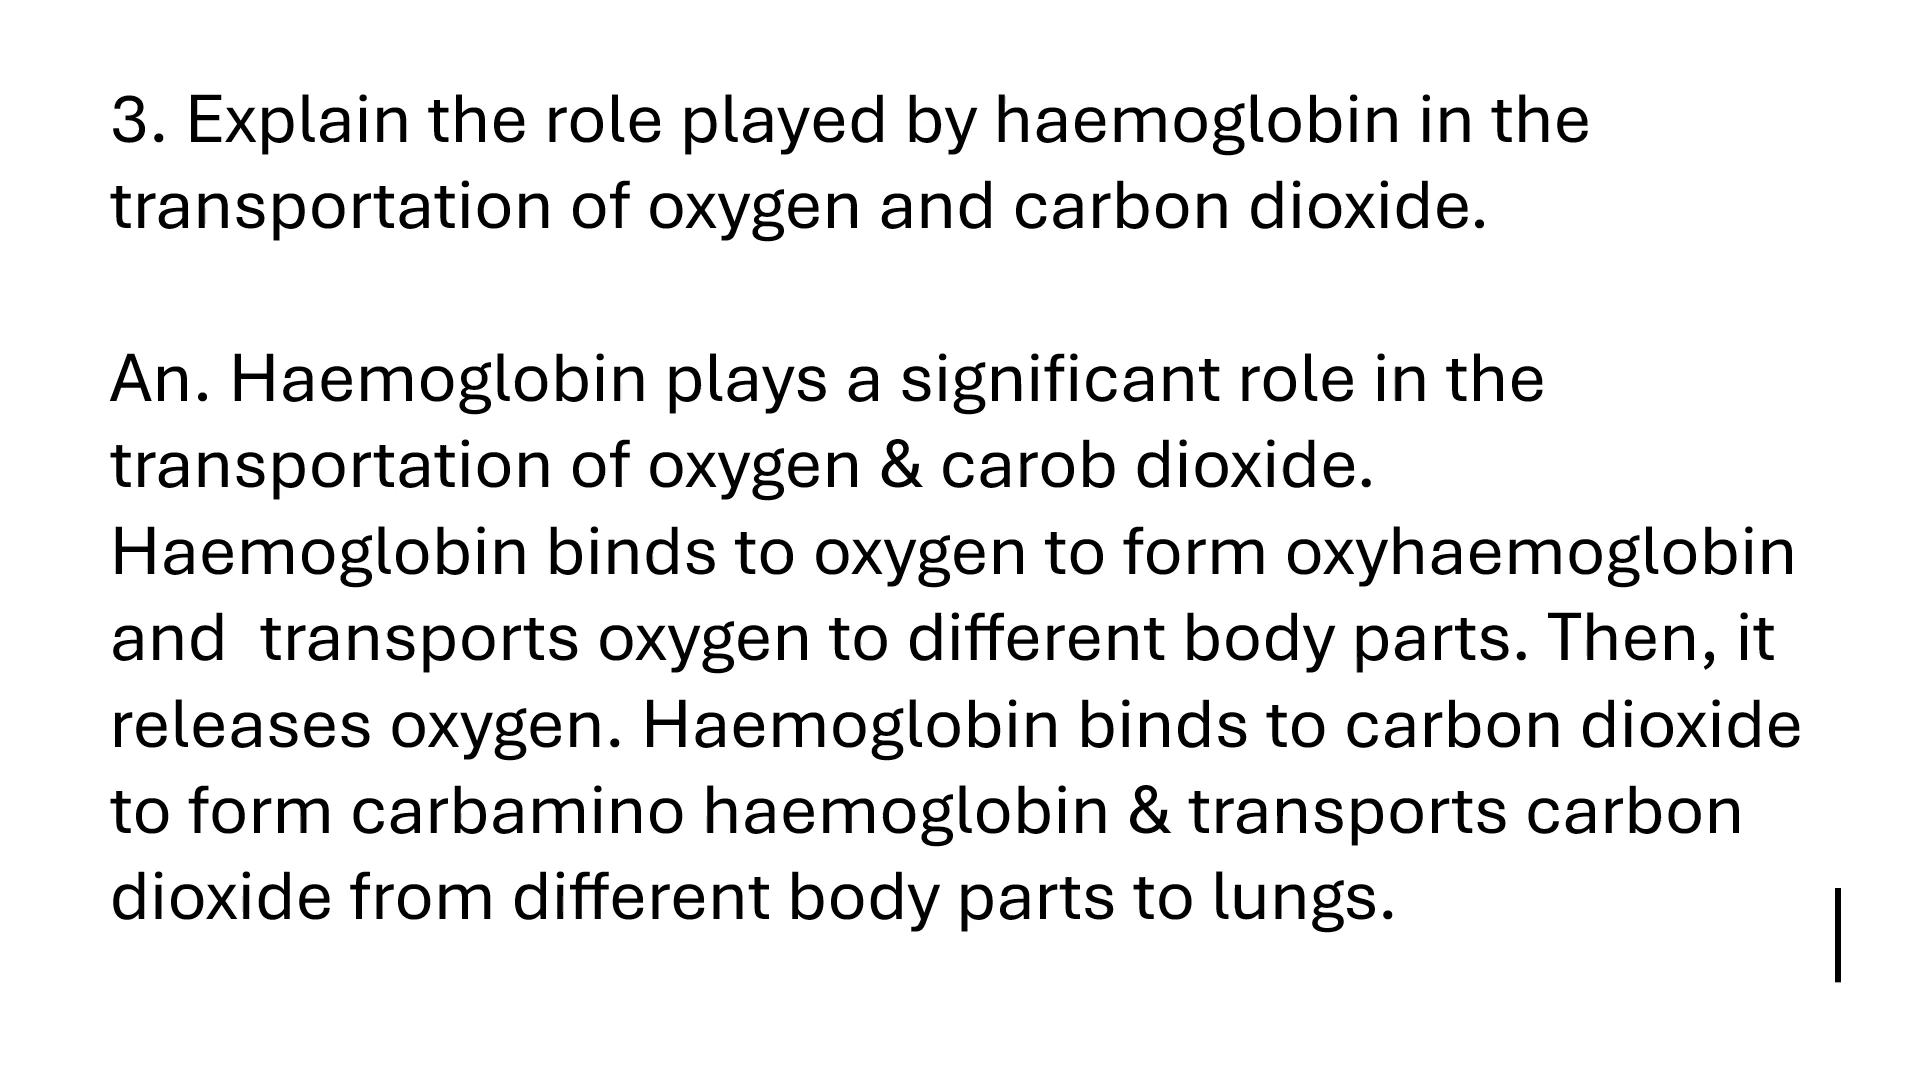 3. Explain the role played by haemoglobin in the
transportation of oxygen and carbon dioxide.
An. Haemoglobin plays a significant role in the
transportation of oxygen & carob dioxide.
Haemoglobin binds to oxygen to form oxyhaemoglobin
and  transports oxygen to different body parts. Then, it
releases oxygen. Haemoglobin binds to carbon dioxide
to form carbamino haemoglobin & transports carbon
dioxide from different body parts to lungs.